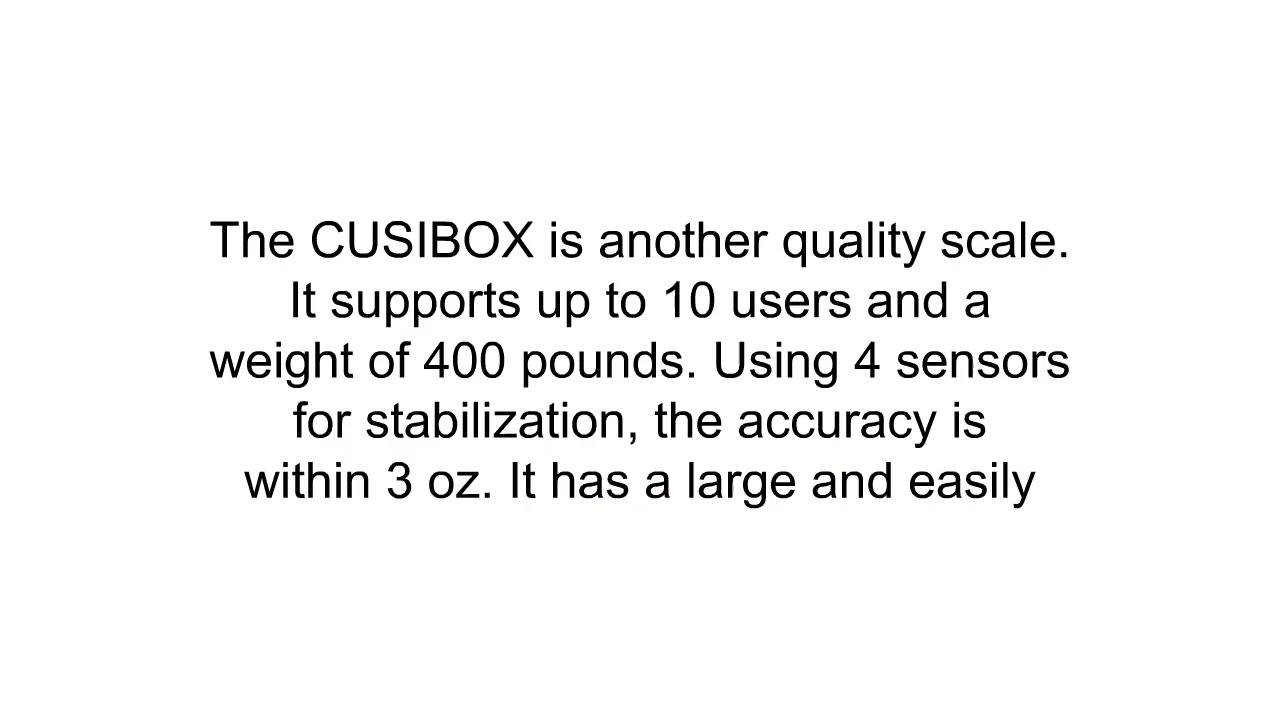 The CUSIBOX is another quality scale.
It supports up to 10 users and a
weight of 400 pounds. Using 4 sensors
for stabilization, the accuracy is
within 3 oz. It has a large and easily